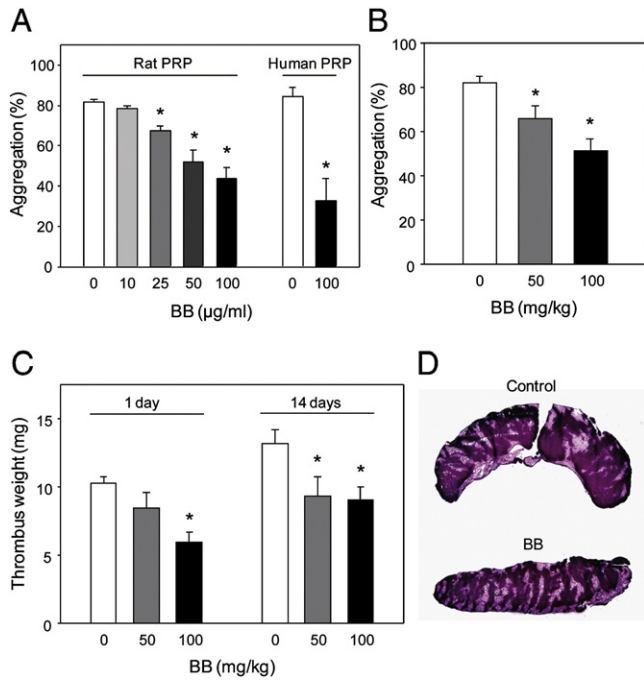 A
Rat PRP
Human PRP
Aggregation (%)
100
80
60
40
20
0
0 10 25 50 100
0 100
* * *
*
BB (µg/ml)
B
Aggregation (%)
100
80
60
40
20
0
* *
0 50 100
BB (mg/kg)
C
1 day
14 days
Thrombus weight (mg)
15
10
5
0
*
* *
0 50 100
0 50 100
BB (mg/kg)
D
Control
BB